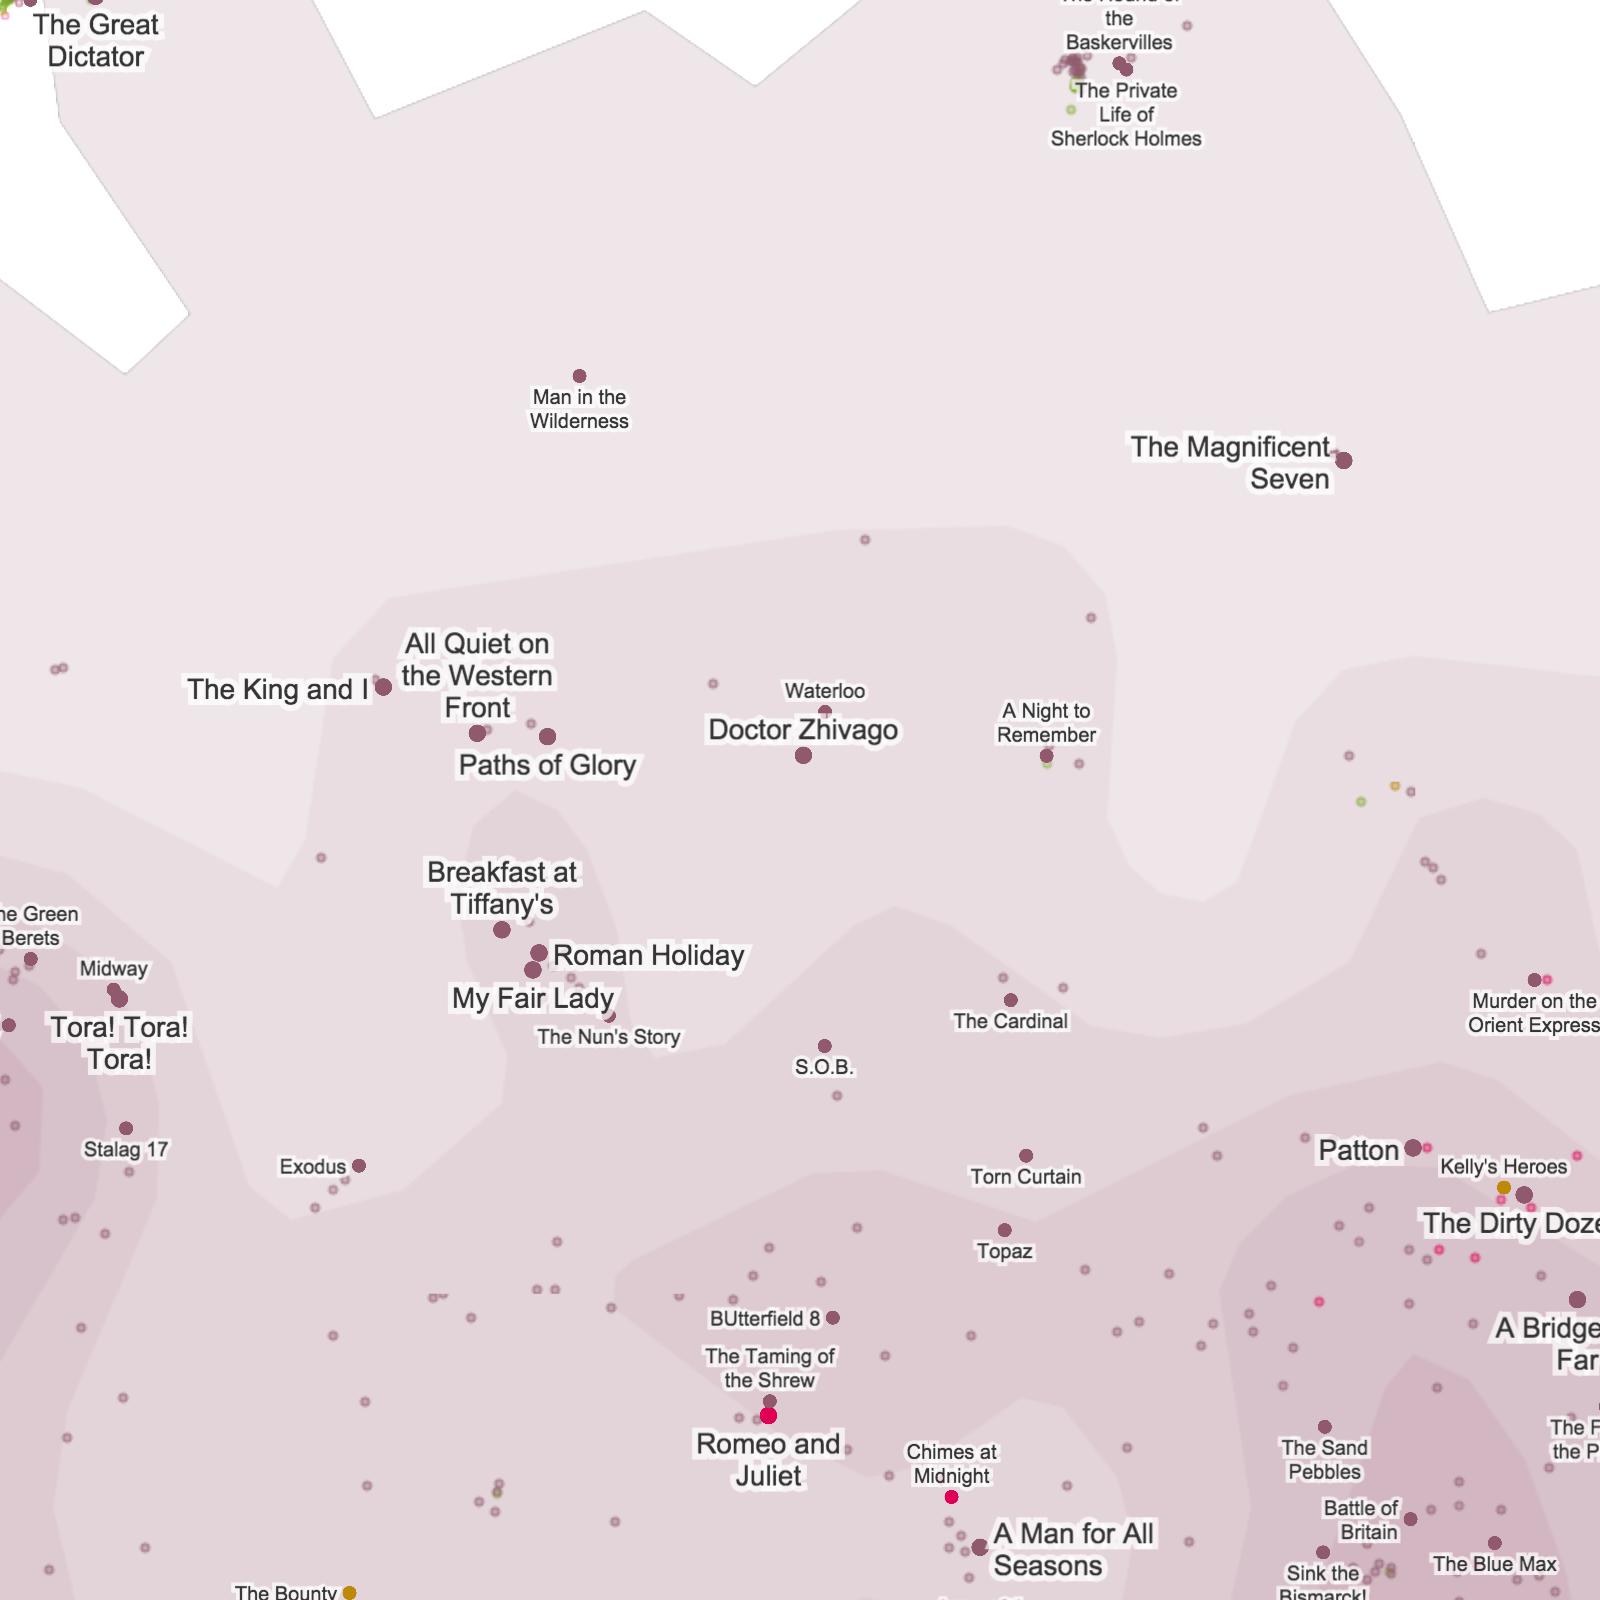 The Great
Dictator
the
Baskervilles
The Private
Life of
Sherlock Holmes
Man in the
Wilderness
The Magnificent
Seven
All Quiet on
the Western
Front
The King and I
Paths of Glory
Waterloo
Doctor Zhivago
A Night to
Remember
Breakfast at
Tiffany's
Roman Holiday
My Fair Lady
The Nun's Story
Green
Berets
Midway
Tora! Tora!
Tora!
The Cardinal
Murder on the
Orient Express
S.O.B.
Stalag 17
Exodus
Torn Curtain
Patton
Kelly's Heroes
The Dirty Doze
Topaz
BUtterfield 8
A Bridge
Far
The Taming of
the Shrew
Romeo and
Juliet
Chimes at
Midnight
The Sand
Pebbles
The F
the P
A Man for All
Seasons
Battle of
Britain
The Blue Max
Sink the
Bismarck!
The Bounty